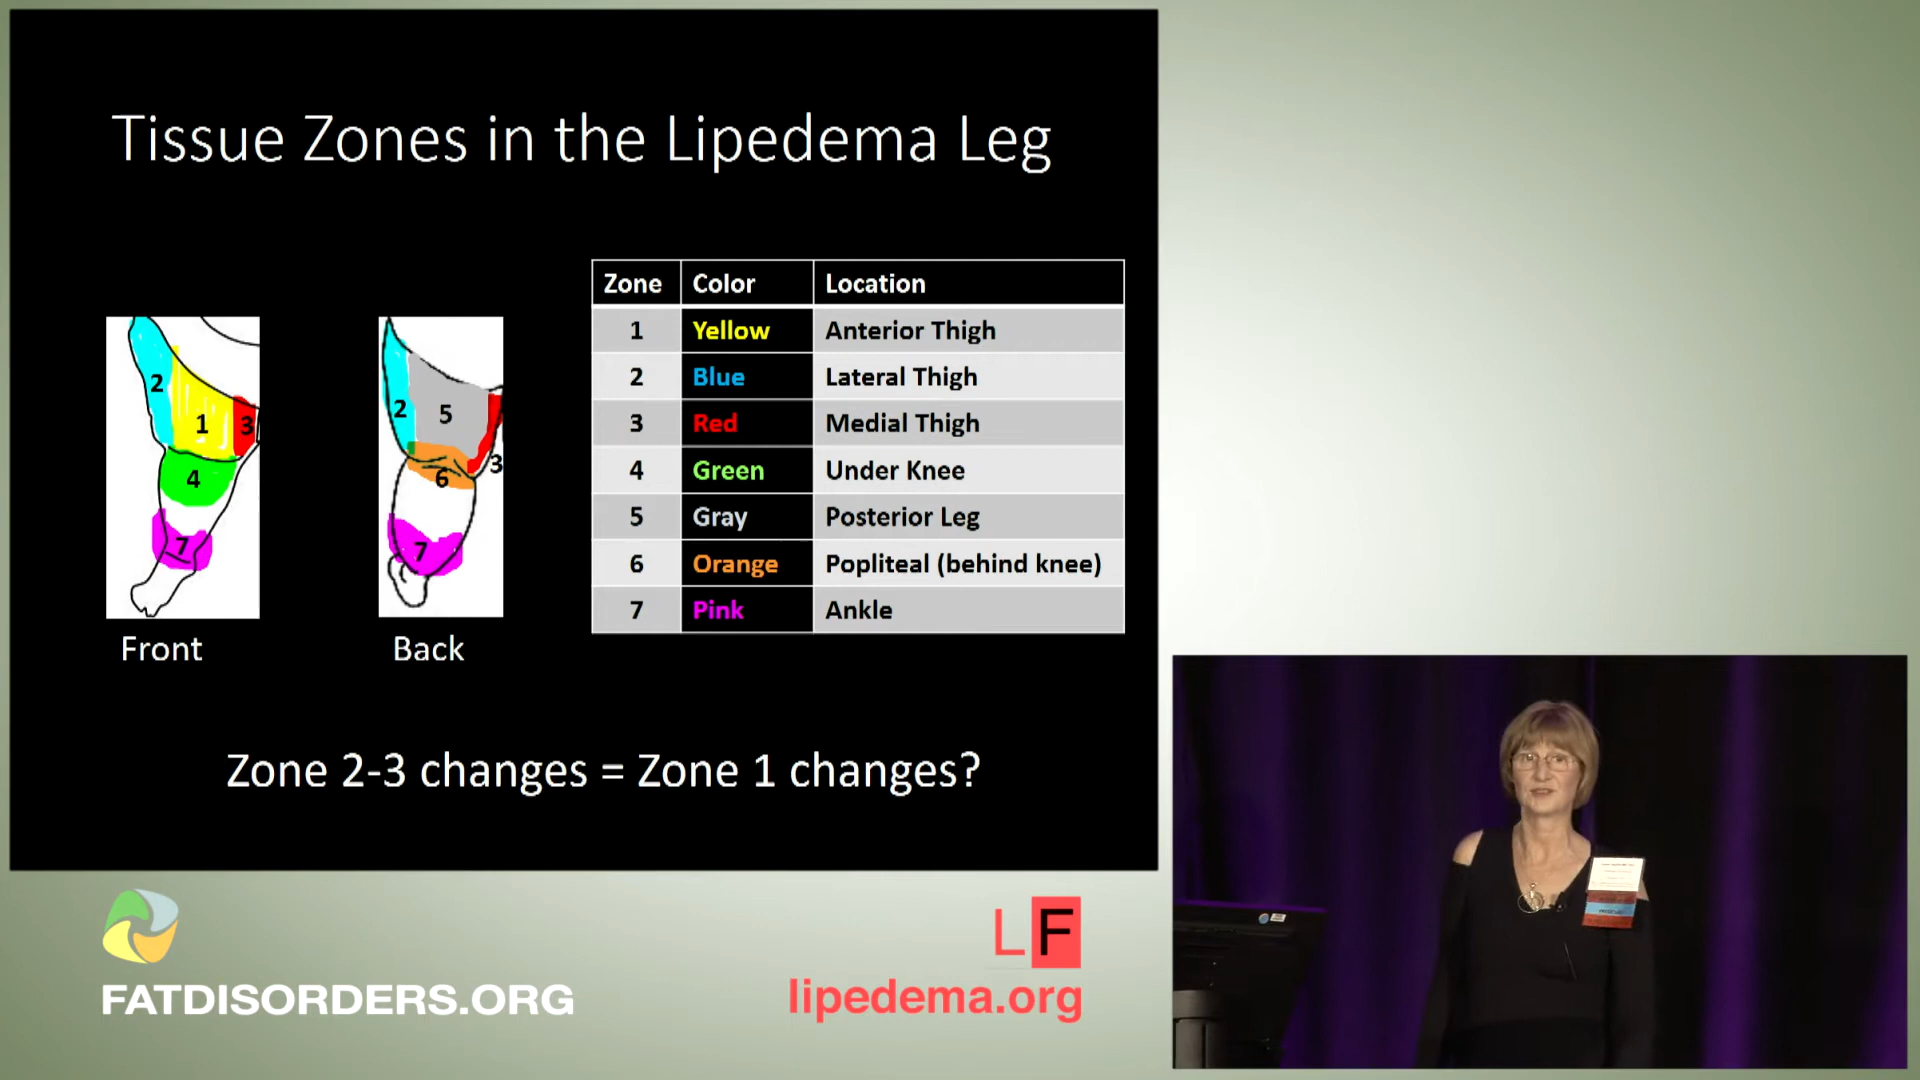 Tissue Zones in the Lipedema Leg
Zone Color Location
1 Yellow Anterior Thigh
2 Blue Lateral Thigh
3 Red Medial Thigh
4 Green Under Knee
5 Gray Posterior Leg
6 Orange Popliteal (behind knee)
7 Pink Ankle
2
1
3
4
7
Front
2
5
3
6
7
Back
Zone 2-3 changes = Zone 1 changes?
FATDISORDERS.ORG
LF
lipedema.org